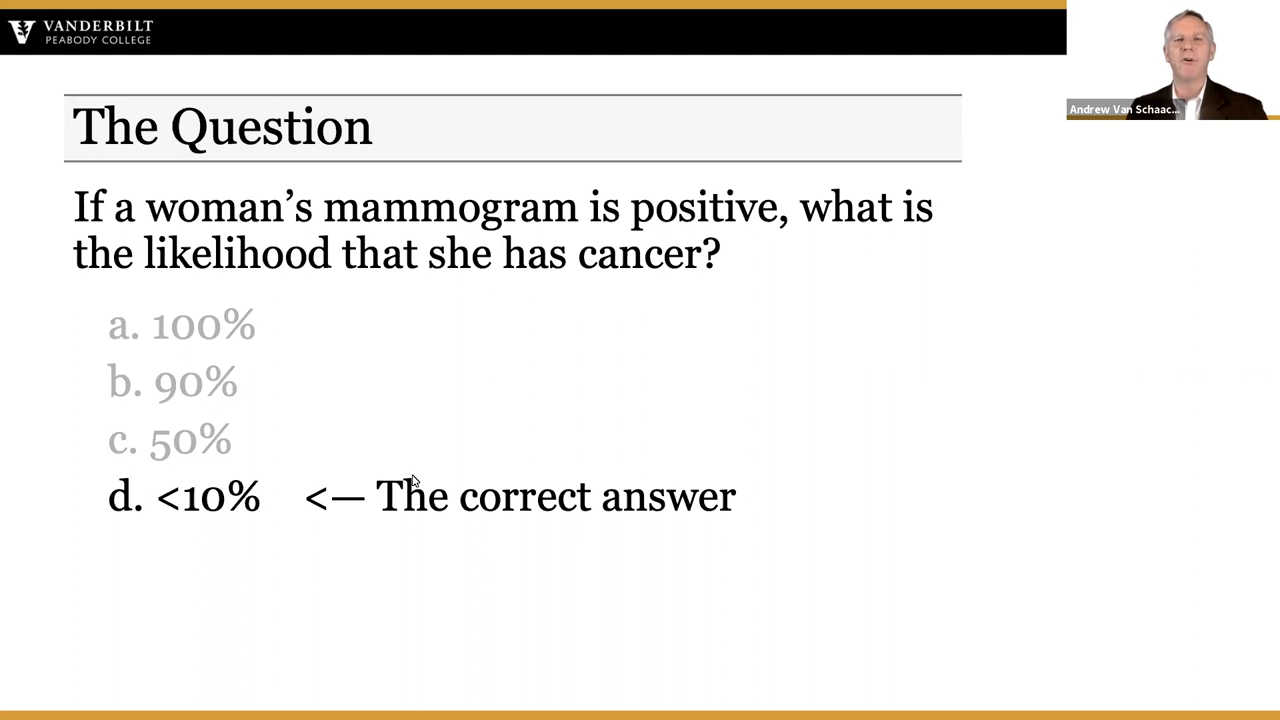 VANDERBILT
PEABODY COLLEGE
Andrew Van Schaac...
The Question
If a woman’s mammogram is positive, what is
the likelihood that she has cancer?
a. 100%
b. 90%
c. 50%
d. <10% <— The correct answer